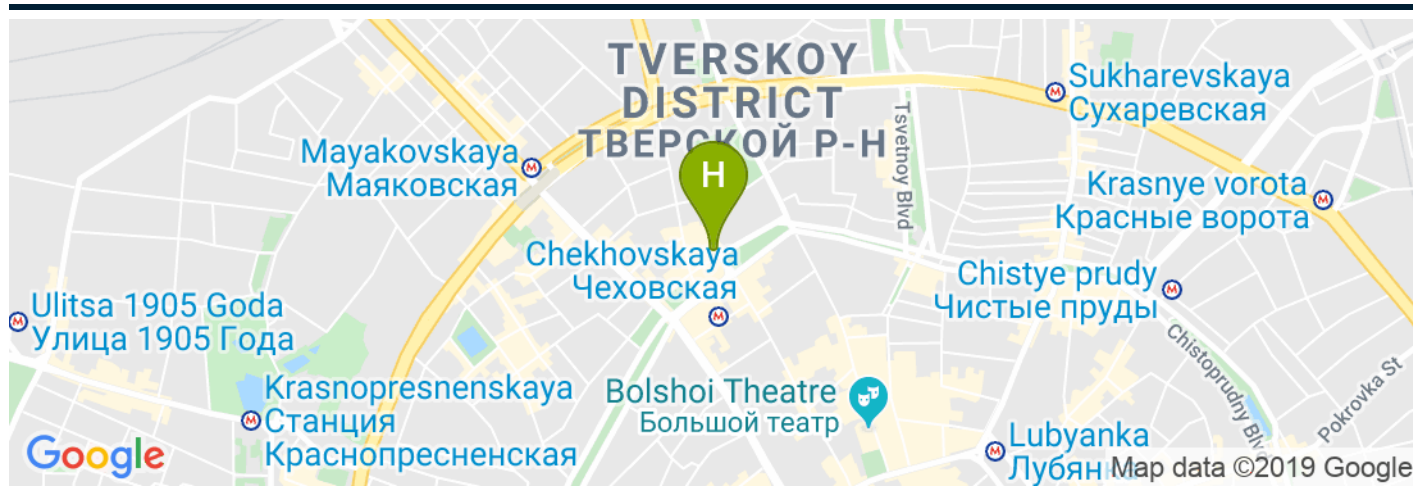 TVERSKOY
DISTRICT
ТВЕРСКОЙ Р-Н
H
Sukharevskaya
Сухаревская
Tsvetnoy Blvd
Mayakovskaya
Маяковская
Krasnye vorota
Красные ворота
Chekhovskaya
Чеховская
Chistye prudy
Чистые пруды
Ulitsa 1905 Goda
Улица 1905 Года
Chistoprudny Blvd
Krasnopresnenskaya
Станция
Краснопресненская
Bolshoi Theatre
Большой театр
Pokrovka St
Lubyanka
Лубянка
Google
Map data ©2019 Google